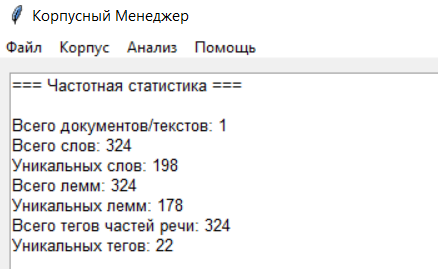 Корпусный Менеджер
Файл Корпус Анализ Помощь
=== Частотная статистика ===
Всего документов/текстов: 1
Всего слов: 324
Уникальных слов: 198
Всего лемм: 324
Уникальных лемм: 178
Всего тегов частей речи: 324
Уникальных тегов: 22